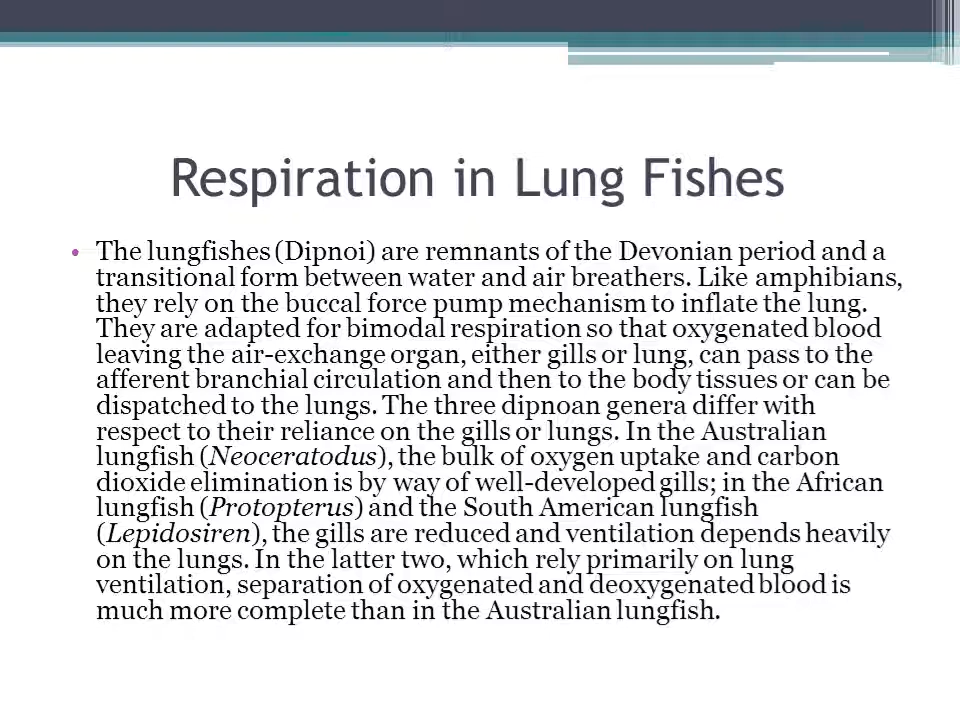 Respiration in Lung Fishes
• The lungfishes (Dipnoi) are remnants of the Devonian period and a
transitional form between water and air breathers. Like amphibians,
they rely on the buccal force pump mechanism to inflate the lung.
They are adapted for bimodal respiration so that oxygenated blood
leaving the air-exchange organ, either gills or lung, can pass to the
afferent branchial circulation and then to the body tissues or can be
dispatched to the lungs. The three dipnoan genera differ with
respect to their reliance on the gills or lungs. In the Australian
lungfish (Neoceratodus), the bulk of oxygen uptake and carbon
dioxide elimination is by way of well-developed gills; in the African
lungfish (Protopterus) and the South American lungfish
(Lepidosiren), the gills are reduced and ventilation depends heavily
on the lungs. In the latter two, which rely primarily on lung
ventilation, separation of oxygenated and deoxygenated blood is
much more complete than in the Australian lungfish.